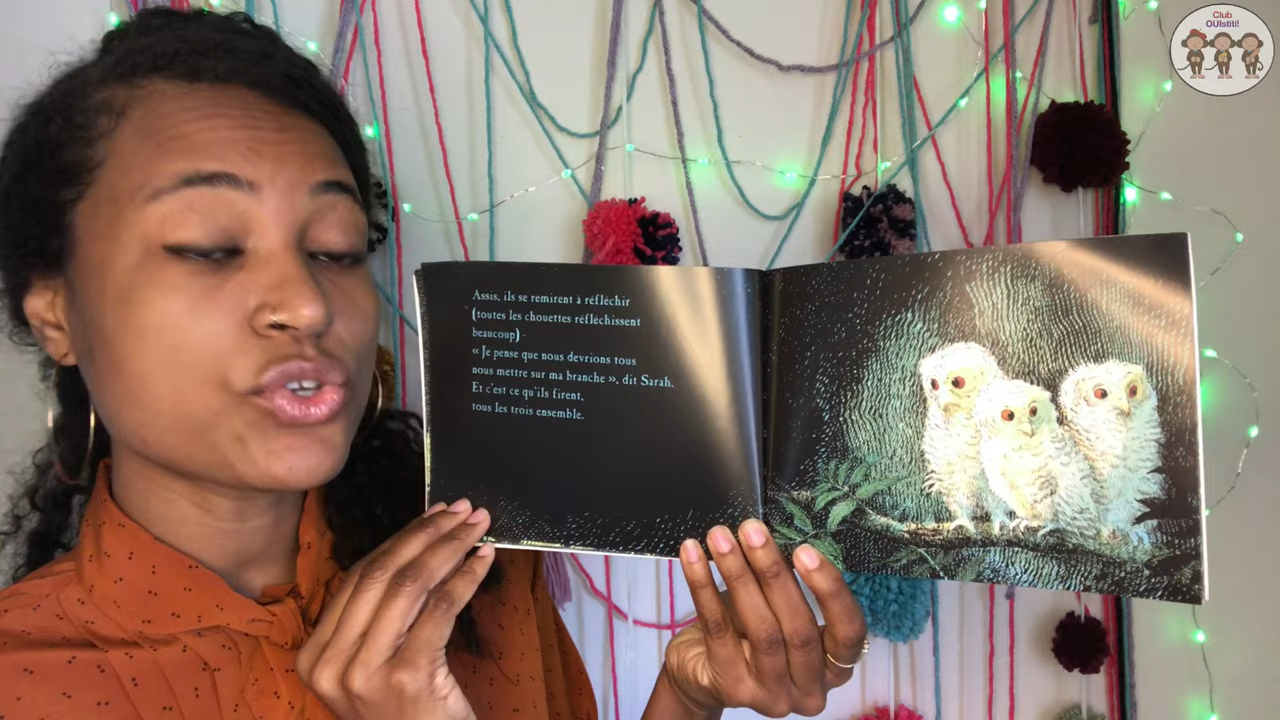 Club
OUIstiti!
Assis, ils se remirent à réfléchir
(toutes les chouettes réfléchissent
beaucoup)
« Je pense que nous devrions tous
nous mettre sur ma branche », dit Sarah.
Et c'est ce qu'ils firent,
tous les trois ensemble.